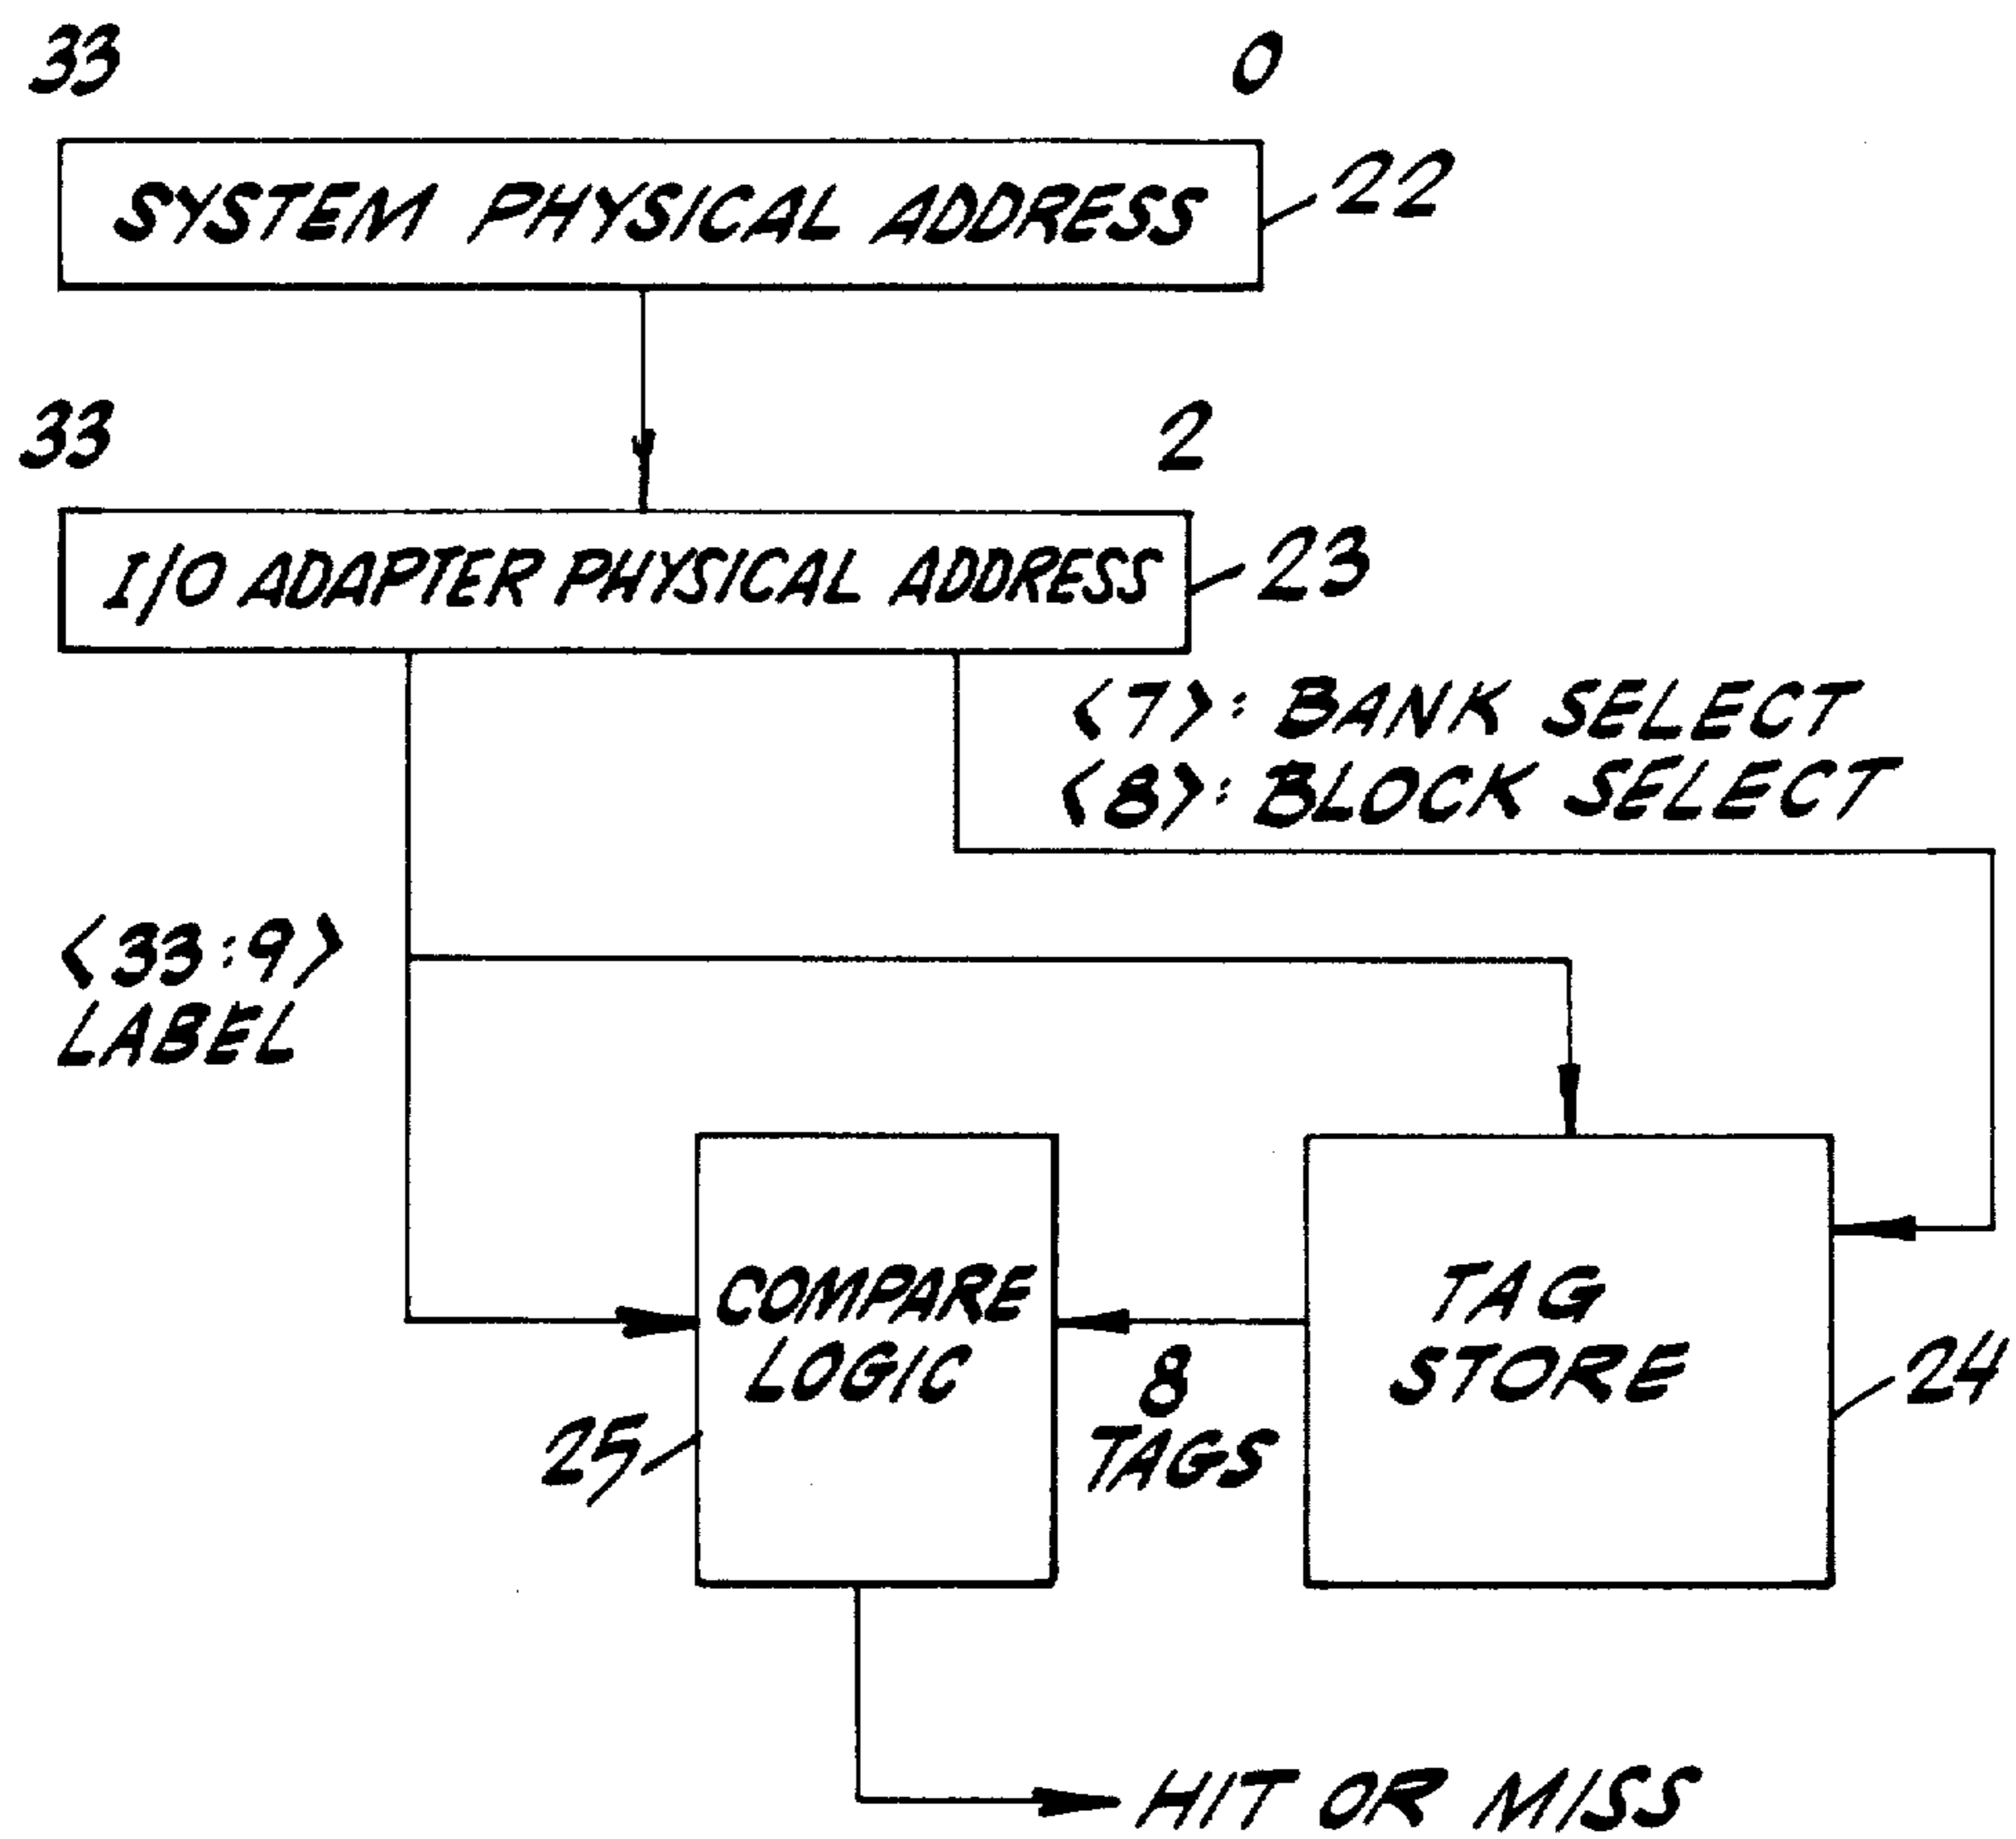 33 0
SYSTEM PHYSICAL ADDRESS
22
33 2
I/O ADAPTER PHYSICAL ADDRESS
23
<7>: BANK SELECT
<8>: BLOCK SELECT
<33:9>
LABEL
COMPARE
LOGIC
25
8
TAGS
TAG
STORE
24
HIT OR MISS